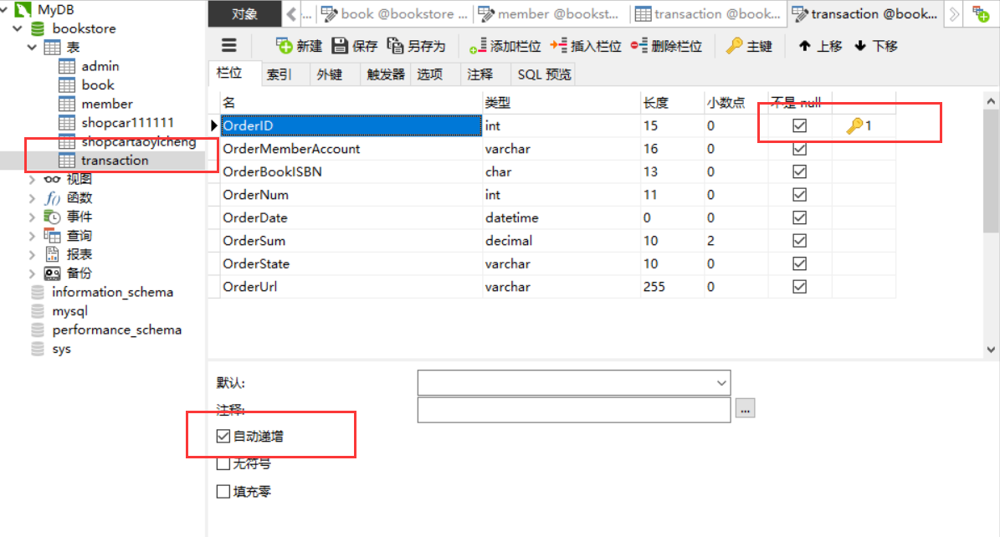 MyDB
bookstore
表
admin
book
member
shopcar111111
shopcartaoyicheng
transaction
视图
函数
事件
查询
报表
备份
information_schema
mysql
performance_schema
sys
对象 ... book @bookstore ... member @bookst... transaction @book... transaction @book...
新建 保存 另存为 添加栏位 插入栏位 删除栏位 主键 上移 下移
栏位 索引 外键 触发器 选项 注释 SQL 预览
名 类型 长度 小数点 不是 null
OrderID int 15 0 1
OrderMemberAccount varchar 16 0
OrderBookISBN char 13 0
OrderNum int 11 0
OrderDate datetime 0 0
OrderSum decimal 10 2
OrderState varchar 10 0
OrderUrl varchar 255 0
默认:
注释: ...
自动递增
无符号
填充零